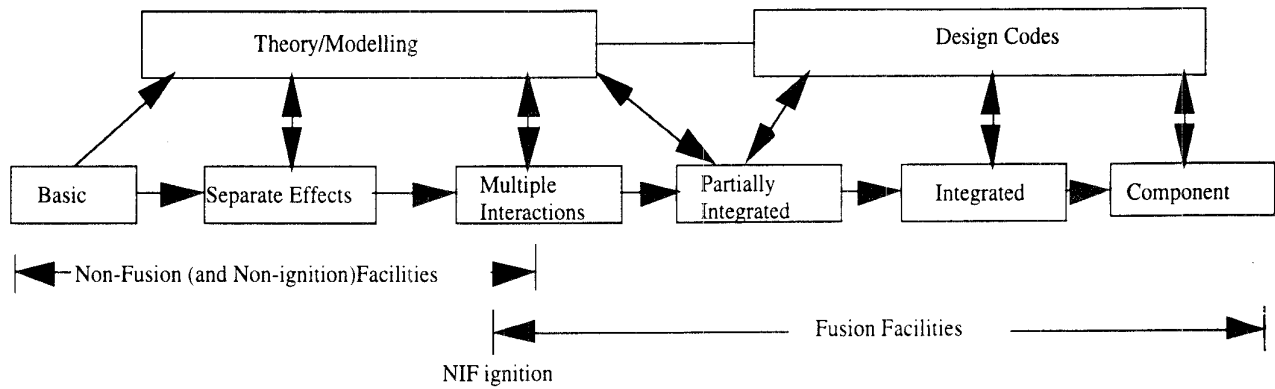 Theory/Modelling
Design Codes
Basic
Separate Effects
Multiple
Interactions
Partially
Integrated
Integrated
Component
Non-Fusion (and Non-ignition)Facilities
Fusion Facilities
NIF ignition